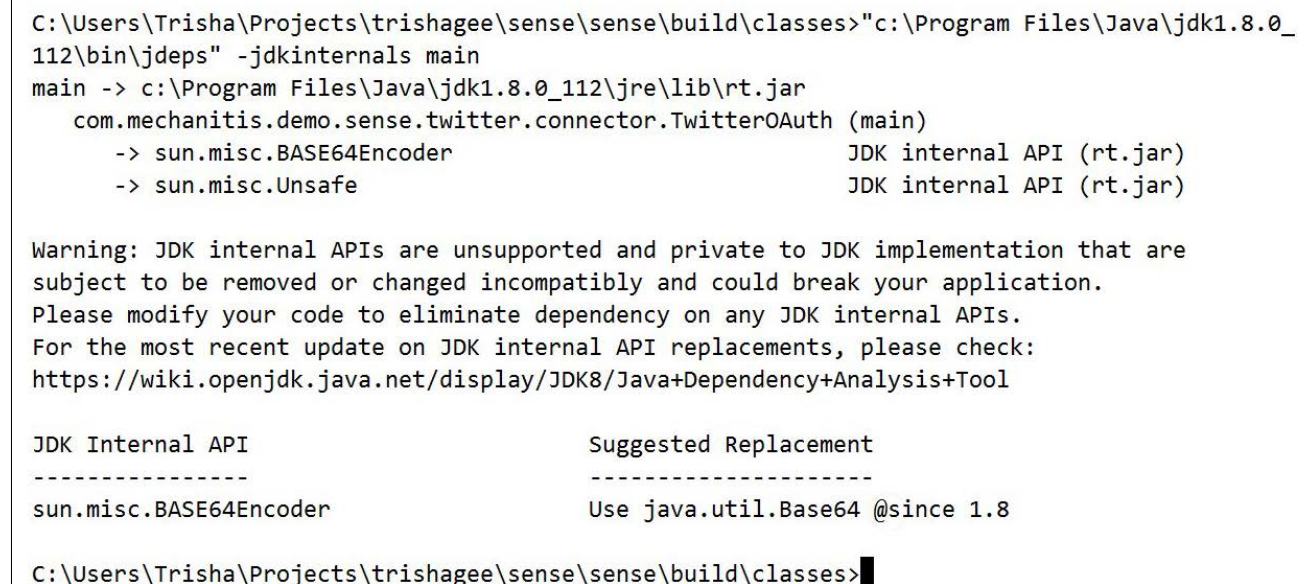 C:\Users\Trisha\Projects\trishagee\sense\sense\build\classes>"c:\Program Files\Java\jdk1.8.0_
112\bin\jdeps" -jdkinternals main
main -> c:\Program Files\Java\jdk1.8.0_112\jre\lib\rt.jar
   com.mechanitis.demo.sense.twitter.connector.TwitterOAuth (main)
      -> sun.misc.BASE64Encoder                             JDK internal API (rt.jar)
      -> sun.misc.Unsafe                                    JDK internal API (rt.jar)

Warning: JDK internal APIs are unsupported and private to JDK implementation that are
subject to be removed or changed incompatibly and could break your application.
Please modify your code to eliminate dependency on any JDK internal APIs.
For the most recent update on JDK internal API replacements, please check:
https://wiki.openjdk.java.net/display/JDK8/Java+Dependency+Analysis+Tool

JDK Internal API                         Suggested Replacement
----------------                         ---------------------
sun.misc.BASE64Encoder                   Use java.util.Base64 @since 1.8

C:\Users\Trisha\Projects\trishagee\sense\sense\build\classes>